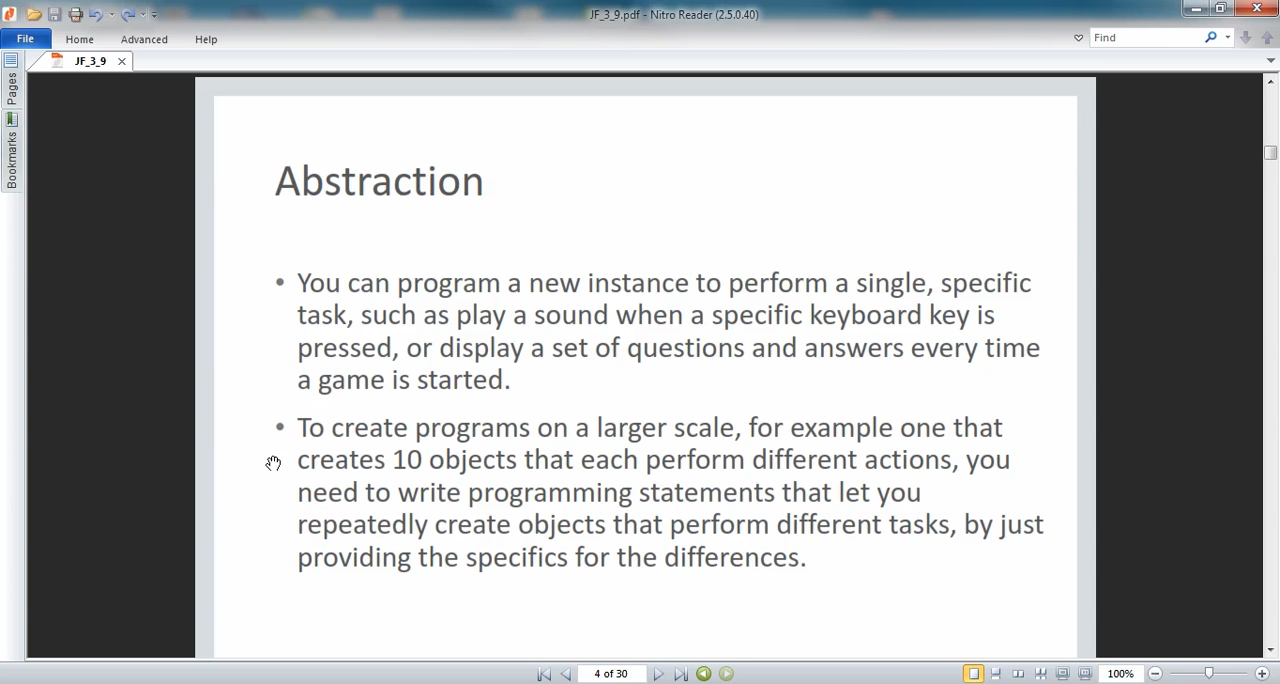 JF_3_9.pdf - Nitro Reader (2.5.0.40)
File Home Advanced Help Find
JF_3_9
Pages
Bookmarks
Abstraction
• You can program a new instance to perform a single, specific
task, such as play a sound when a specific keyboard key is
pressed, or display a set of questions and answers every time
a game is started.
• To create programs on a larger scale, for example one that
creates 10 objects that each perform different actions, you
need to write programming statements that let you
repeatedly create objects that perform different tasks, by just
providing the specifics for the differences.
4 of 30 100%